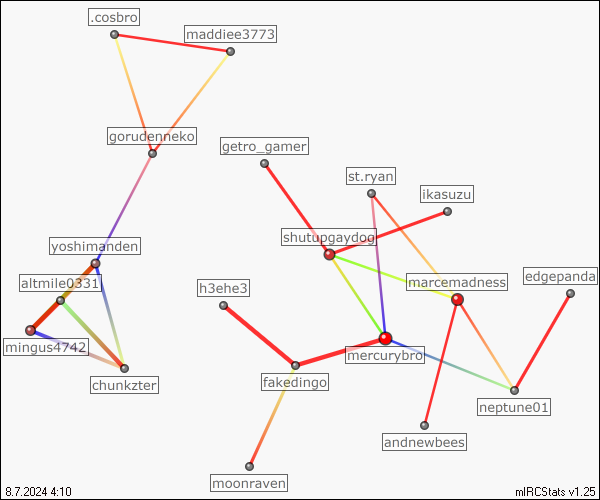 .cosbro
maddiee3773
gorudenneko
getro_gamer
st.ryan
ikasuzu
shutupgaydog
yoshimanden
altmile0331
h3ehe3
marcemadness
edgepanda
mingus4742
mercurybro
chunkzter
fakedingo
neptune01
andnewbees
moonraven
8.7.2024 4:10
mIRCStats v1.25